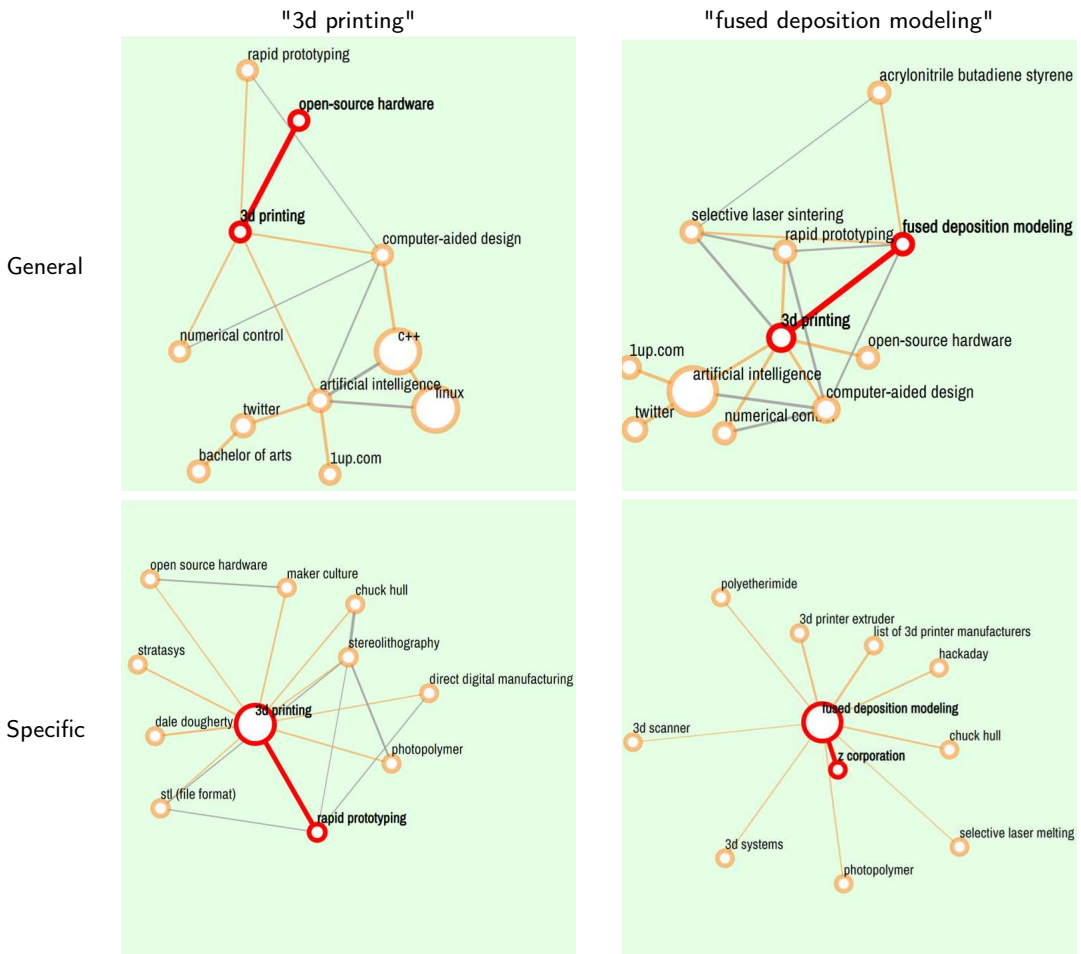 "3d printing"
"fused deposition modeling"
General
rapid prototyping
open-source hardware
3d printing
computer-aided design
numerical control
c++
artificial intelligence
linux
twitter
bachelor of arts
1up.com
acrylonitrile butadiene styrene
selective laser sintering
rapid prototyping
fused deposition modeling
3d printing
open-source hardware
1up.com
artificial intelligence
computer-aided design
twitter
numerical control
Specific
open source hardware
maker culture
chuck hull
stereolithography
stratasys
direct digital manufacturing
3d printing
dale dougherty
photopolymer
stl (file format)
rapid prototyping
polyetherimide
3d printer extruder
list of 3d printer manufacturers
hackaday
fused deposition modeling
3d scanner
chuck hull
z corporation
selective laser melting
3d systems
photopolymer